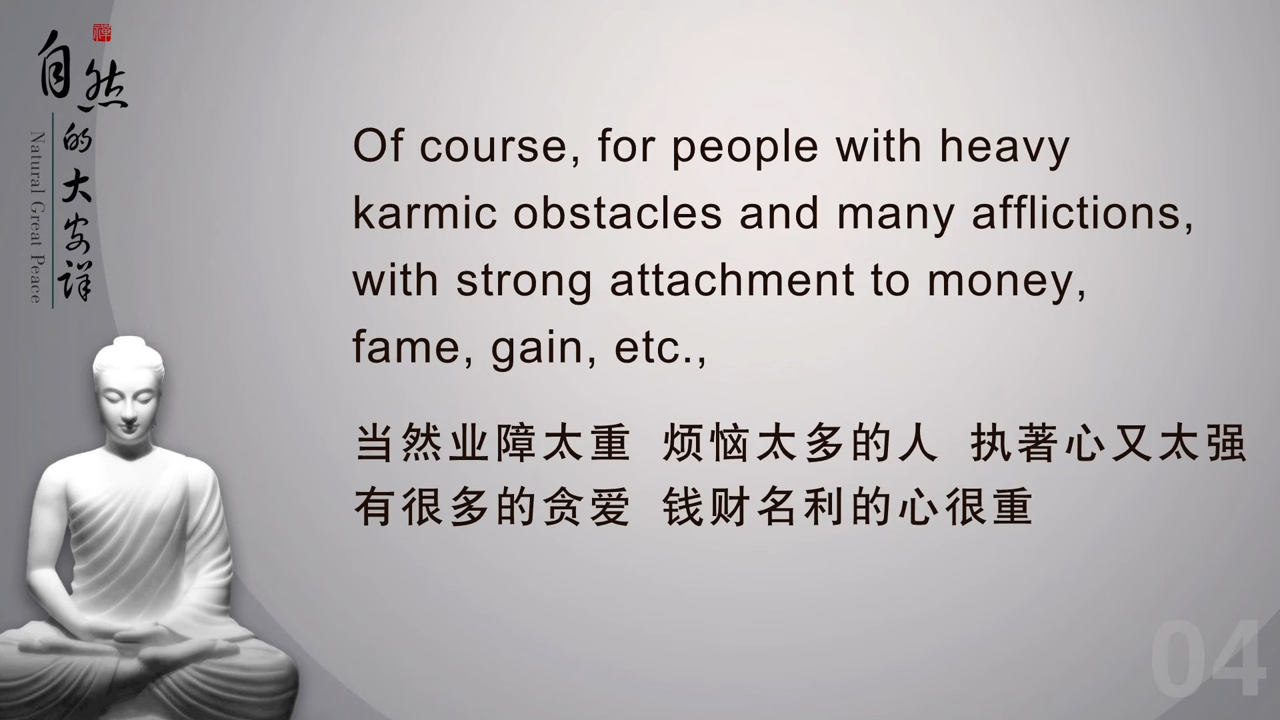 禅
自然
的大安详
Natural Great Peace
Of course, for people with heavy
karmic obstacles and many afflictions,
with strong attachment to money,
fame, gain, etc.,
当然业障太重 烦恼太多的人 执著心又太强
有很多的贪爱 钱财名利的心很重
04